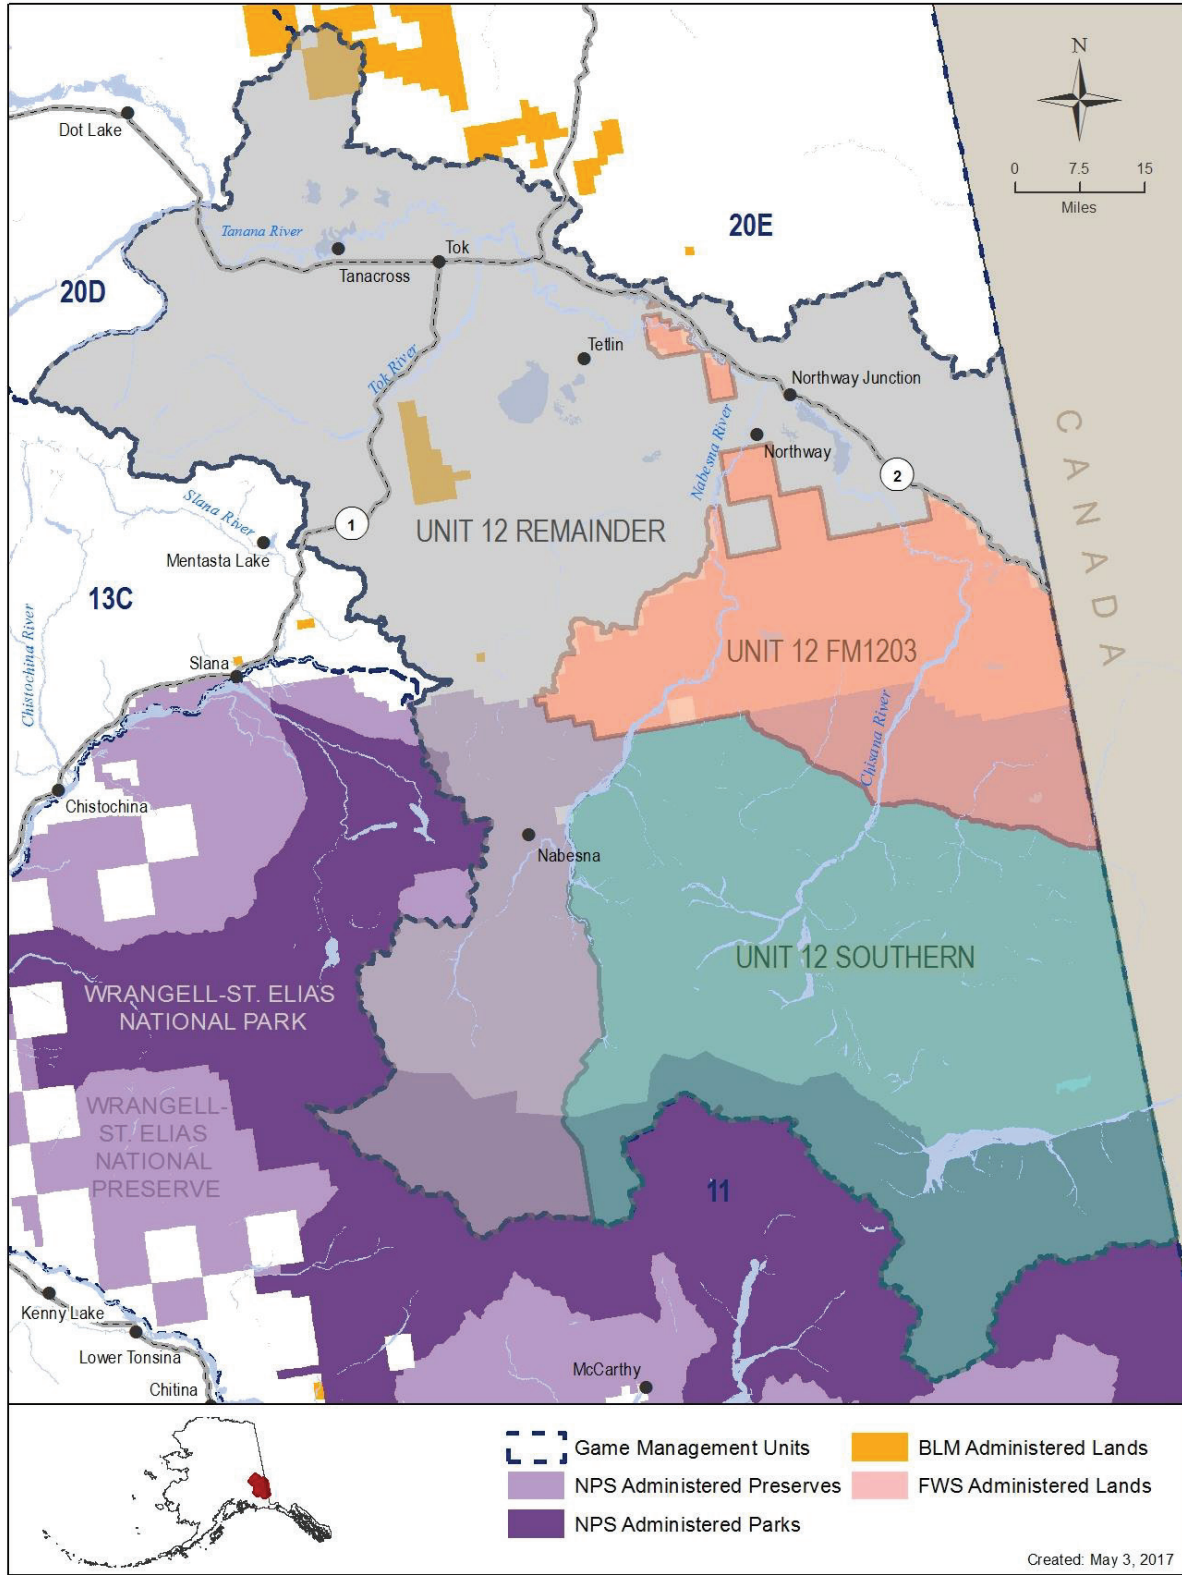 N
0 7.5 15
Miles
Dot Lake
20E
Tanana River
Tok
Tanacross
20D
Tetlin
Tok River
Northway Junction
CANADA
Nabesna River
Northway
2
Slana River
1
UNIT 12 REMAINDER
Mentasta Lake
13C
Chistochina River
UNIT 12 FM1203
Slana
Chisana River
Chistochina
Nabesna
UNIT 12 SOUTHERN
WRANGELL-ST. ELIAS
NATIONAL PARK
WRANGELL-
ST. ELIAS
NATIONAL
PRESERVE
11
Kenny Lake
Lower Tonsina
McCarthy
Chitina
Game Management Units
NPS Administered Preserves
NPS Administered Parks
BLM Administered Lands
FWS Administered Lands
Created: May 3, 2017